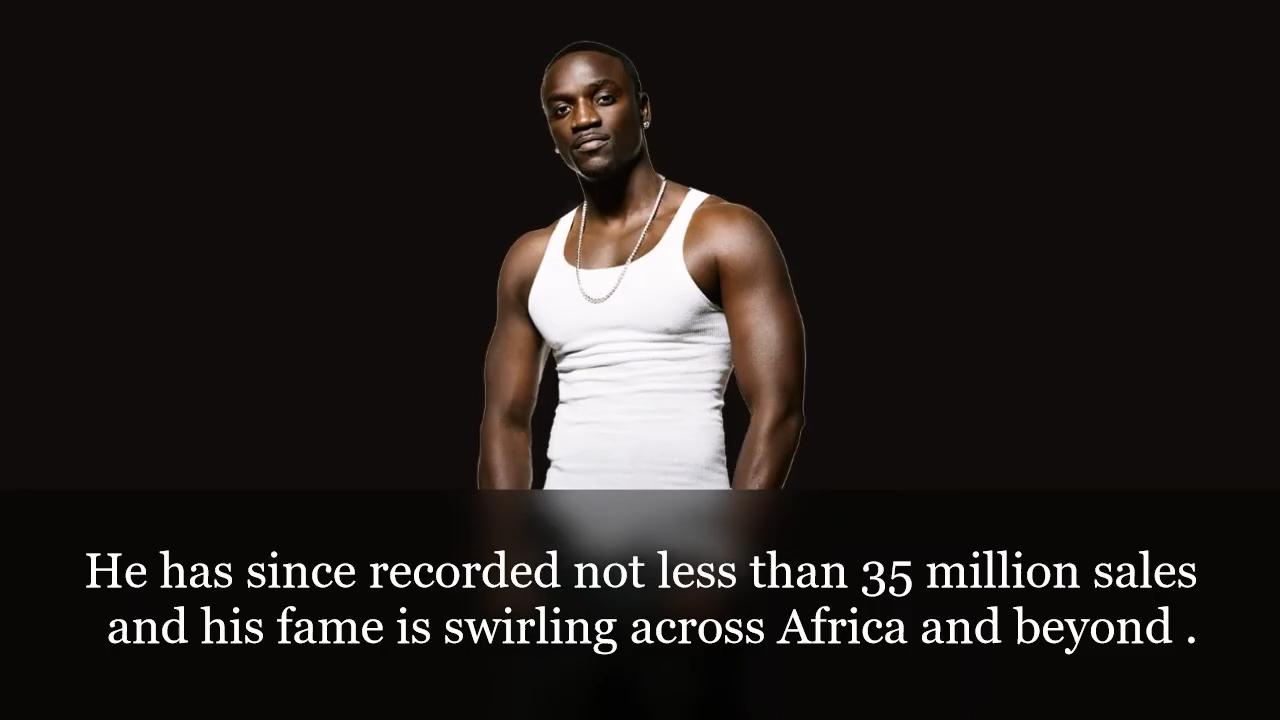 He has since recorded not less than 35 million sales
and his fame is swirling across Africa and beyond .